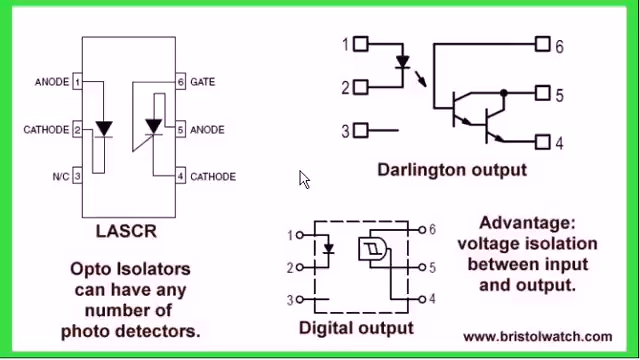 ANODE 1
6 GATE
CATHODE 2
5 ANODE
N/C 3
4 CATHODE
LASCR
Opto Isolators
can have any
number of
photo detectors.
1
6
2
5
3
4
Darlington output
1
6
2
5
3
4
Digital output
Advantage:
voltage isolation
between input
and output.
www.bristolwatch.com